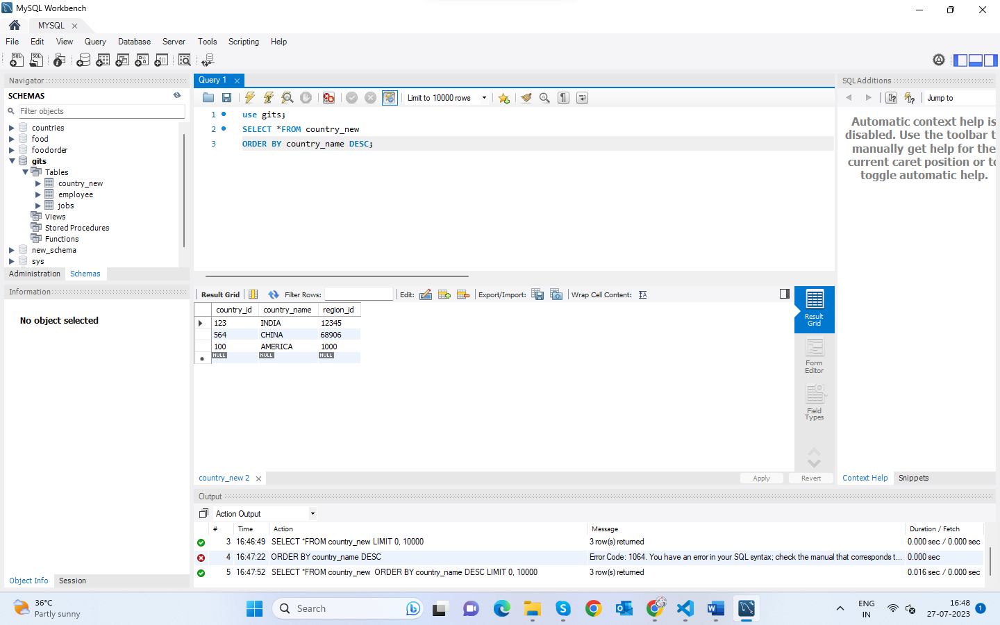 MySQL Workbench
MYSQL
File Edit View Query Database Server Tools Scripting Help
Navigator
SCHEMAS
Filter objects
countries
food
foodorder
gits
Tables
country_new
employee
jobs
Views
Stored Procedures
Functions
new_schema
sys
Administration Schemas
Information
No object selected
Object Info Session
Query 1
Limit to 10000 rows
1 use gits;
2 SELECT *FROM country_new
3 ORDER BY country_name DESC;
Result Grid Filter Rows: Edit: Export/Import: Wrap Cell Content:
country_id country_name region_id
123 INDIA 12345
564 CHINA 68906
100 AMERICA 1000
NULL NULL NULL
Result
Grid
Form
Editor
Field
Types
country_new 2 Apply Revert
SQLAdditions
Jump to
Automatic context help is
disabled. Use the toolbar t
manually get help for the
current caret position or to
toggle automatic help.
Context Help Snippets
Output
Action Output
# Time Action Message Duration / Fetch
3 16:46:49 SELECT *FROM country_new LIMIT 0, 10000 3 row(s) returned 0.000 sec / 0.000 sec
4 16:47:22 ORDER BY country_name DESC Error Code: 1064. You have an error in your SQL syntax; check the manual that corresponds t... 0.000 sec
5 16:47:52 SELECT *FROM country_new ORDER BY country_name DESC LIMIT 0, 10000 3 row(s) returned 0.016 sec / 0.000 sec
36°C
Partly sunny
Search
ENG
IN
16:48
27-07-2023
1